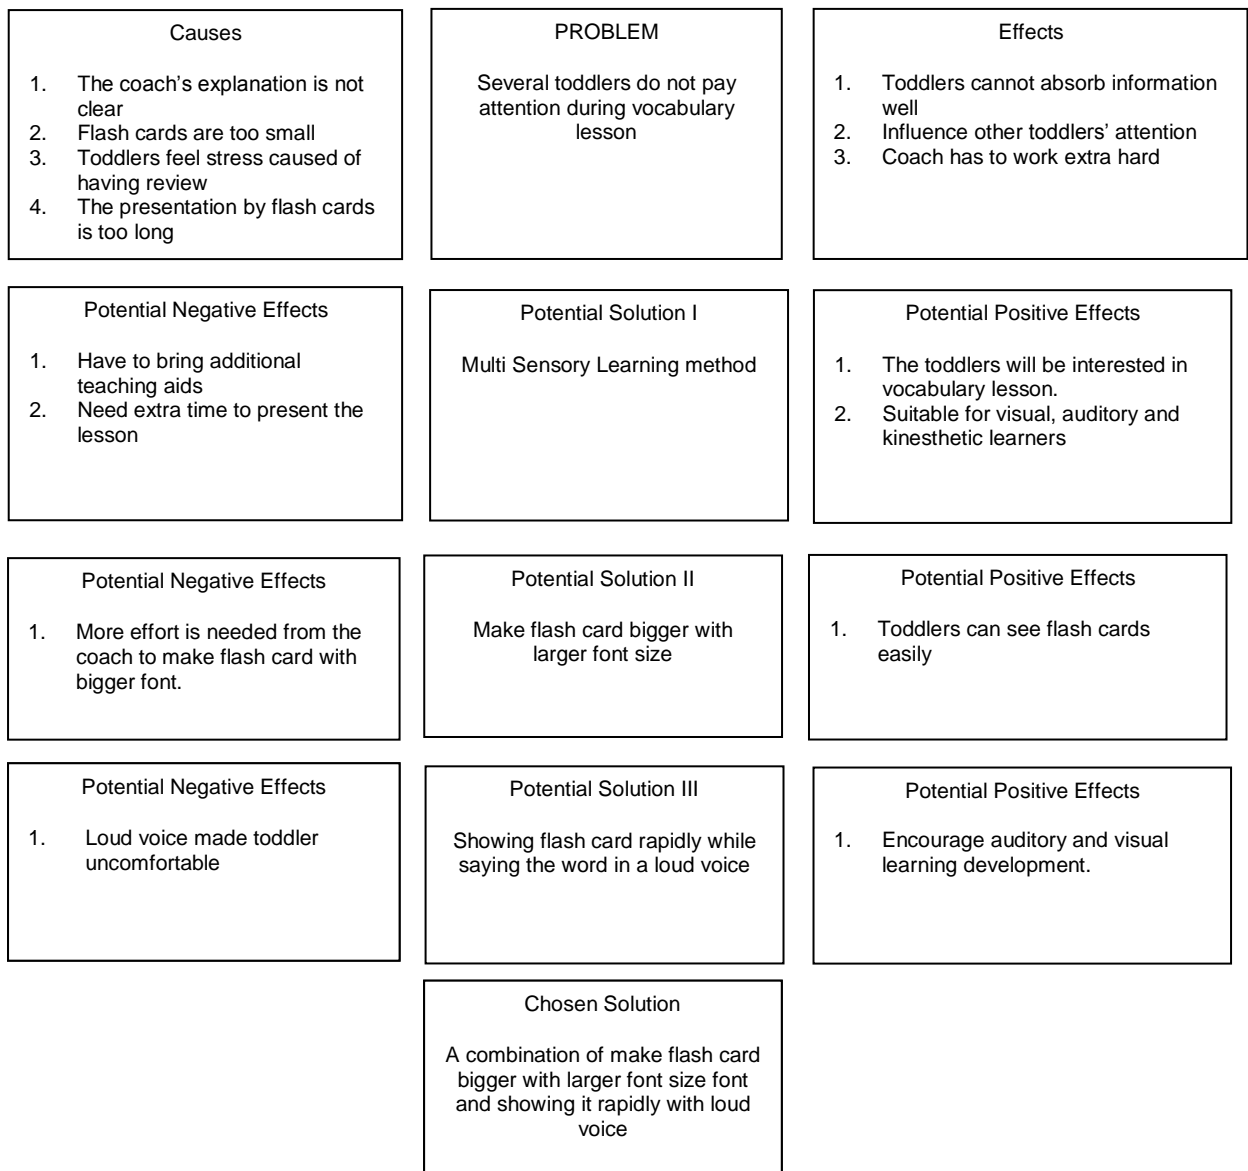 Causes
1. The coach’s explanation is not
clear
2. Flash cards are too small
3. Toddlers feel stress caused of
having review
4. The presentation by flash cards
is too long
PROBLEM
Several toddlers do not pay
attention during vocabulary
lesson
Effects
1. Toddlers cannot absorb information
well
2. Influence other toddlers’ attention
3. Coach has to work extra hard
Potential Negative Effects
1. Have to bring additional
teaching aids
2. Need extra time to present the
lesson
Potential Solution I
Multi Sensory Learning method
Potential Positive Effects
1. The toddlers will be interested in
vocabulary lesson.
2. Suitable for visual, auditory and
kinesthetic learners
Potential Negative Effects
1. More effort is needed from the
coach to make flash card with
bigger font.
Potential Solution II
Make flash card bigger with
larger font size
Potential Positive Effects
1. Toddlers can see flash cards
easily
Potential Negative Effects
1. Loud voice made toddler
uncomfortable
Potential Solution III
Showing flash card rapidly while
saying the word in a loud voice
Potential Positive Effects
1. Encourage auditory and visual
learning development.
Chosen Solution
A combination of make flash card
bigger with larger font size font
and showing it rapidly with loud
voice